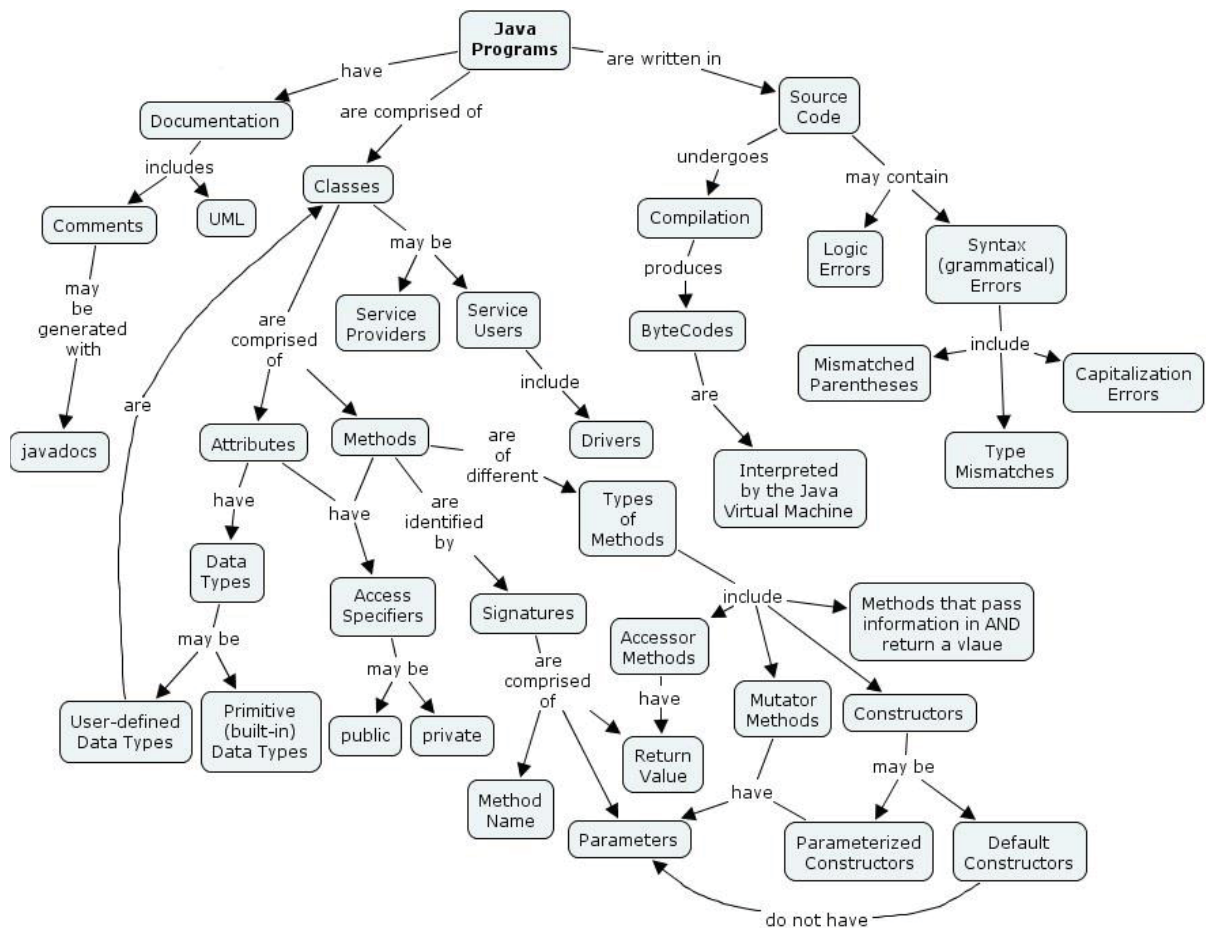 Java
Programs
have
are comprised of
are written in
Documentation
Source
Code
includes
Classes
undergoes
may contain
Comments
UML
may be
Compilation
Logic
Errors
Syntax
(grammatical)
Errors
may
be
generated
with
are
comprised
of
Service
Providers
Service
Users
produces
ByteCodes
include
Mismatched
Parentheses
Capitalization
Errors
Type
Mismatches
are
include
are
javadocs
Attributes
Methods
Drivers
are
of
different
Interpreted
by the Java
Virtual Machine
have
have
are
identified
by
Types
of
Methods
Data
Types
Access
Specifiers
Signatures
include
Accessor
Methods
Methods that pass
information in AND
return a vlaue
may be
may be
are
comprised
of
have
Mutator
Methods
Constructors
User-defined
Data Types
Primitive
(built-in)
Data Types
public
private
Return
Value
may be
Method
Name
have
Parameters
Parameterized
Constructors
Default
Constructors
do not have